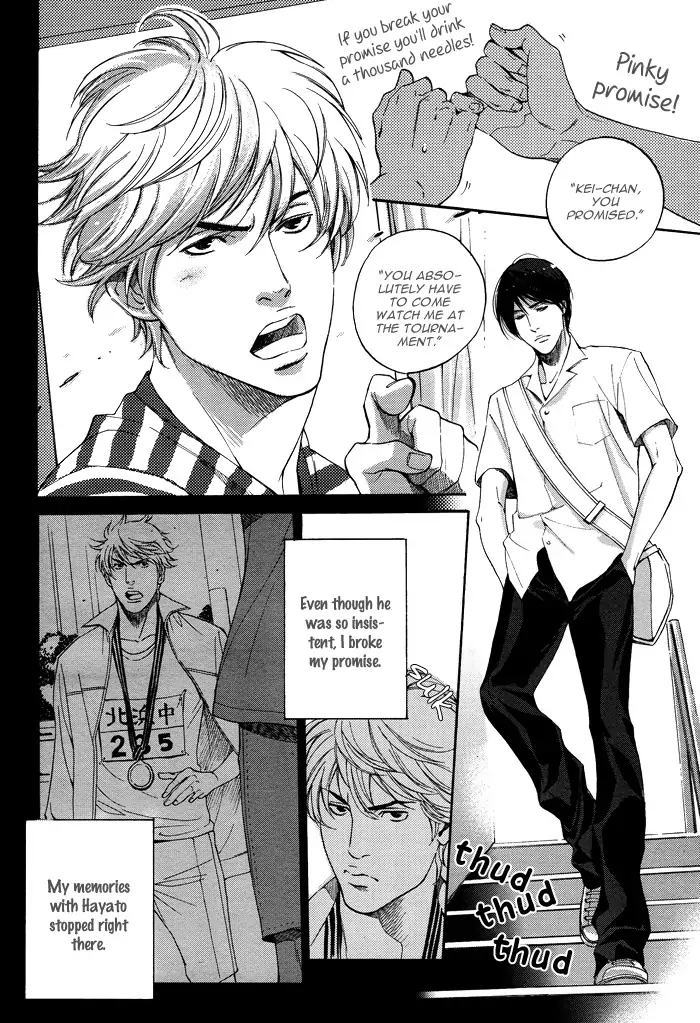 If you break your
promise you'll drink
a thousand needles!
Pinky
promise!
"KEI-CHAN,
YOU
PROMISED."
"YOU ABSO-
LUTELY HAVE
TO COME
WATCH ME AT
THE TOURNA-
MENT."
Even though he
was so insis-
tent, I broke
my promise.
北浜中
285
sulk
My memories
with Hayato
stopped right
there.
thud
thud
thud